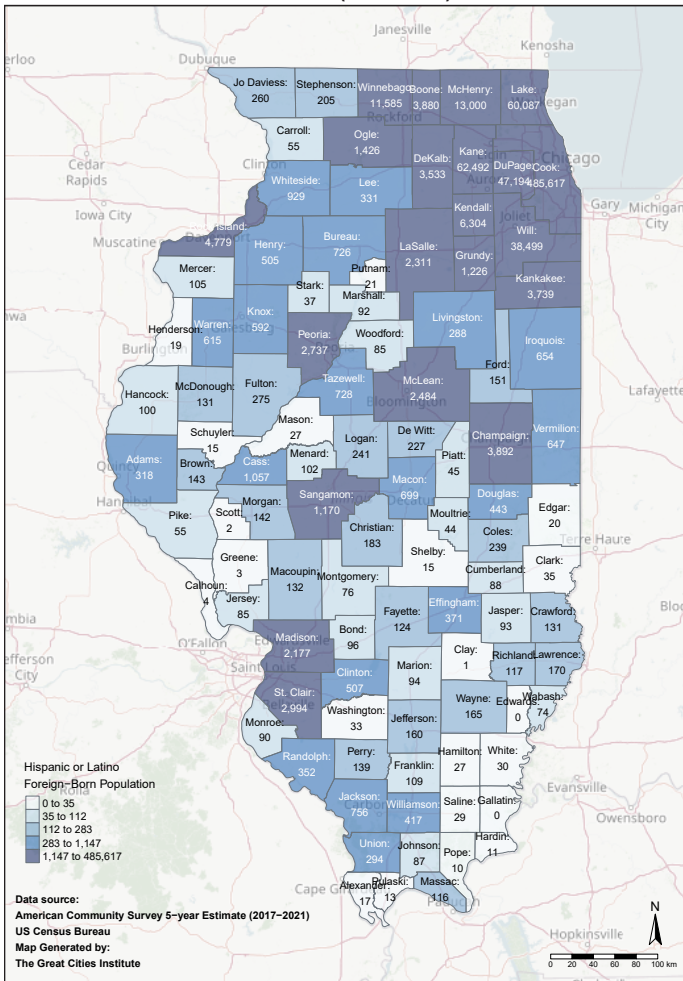 Janesville
Kenosha
Dubuque
Jo Daviess:
260
Stephenson:
205
Winnebago:
11,585
Boone:
3,880
McHenry:
13,000
Lake:
60,087
Rockford
Carroll:
55
Ogle:
1,426
DeKalb:
3,533
Kane:
62,492
DuPage:
47,194
Cook:
485,617
Chicago
Cedar
Rapids
Clinton
Whiteside:
929
Lee:
331
Kendall:
6,304
Joliet
Will:
38,499
Gary
Michigan
City
Iowa City
Muscatine
Island:
4,779
Henry:
505
Bureau:
726
LaSalle:
2,311
Grundy:
1,226
Kankakee:
3,739
Mercer:
105
Putnam:
21
Stark:
37
Marshall:
92
Henderson:
19
Warren:
615
Knox:
592
Peoria:
2,737
Woodford:
85
Livingston:
288
Iroquois:
654
Ford:
151
Burlington
Hancock:
100
McDonough:
131
Fulton:
275
Tazewell:
728
McLean:
2,484
Bloomington
Lafayette
Mason:
27
Schuyler:
15
Logan:
241
De Witt:
227
Champaign:
3,892
Vermilion:
647
Adams:
318
Quincy
Brown:
143
Cass:
1,057
Menard:
102
Piatt:
45
Macon:
699
Decatur
Hannibal
Pike:
55
Scott:
2
Morgan:
142
Sangamon:
1,170
Christian:
183
Moultrie:
44
Douglas:
443
Edgar:
20
Coles:
239
Terre Haute
Greene:
3
Macoupin:
132
Montgomery:
76
Shelby:
15
Cumberland:
88
Clark:
35
Calhoun:
4
Jersey:
85
Fayette:
124
Effingham:
371
Jasper:
93
Crawford:
131
O'Fallon
Madison:
2,177
Bond:
96
Clay:
1
Richland:
117
Lawrence:
170
Jefferson
City
Saint Louis
St. Clair:
2,994
Clinton:
507
Marion:
94
Wayne:
165
Edwards:
0
Wabash:
74
Monroe:
90
Washington:
33
Jefferson:
160
Randolph:
352
Perry:
139
Franklin:
109
Hamilton:
27
White:
30
Evansville
Owensboro
Jackson:
756
Williamson:
417
Saline:
29
Gallatin:
0
Union:
294
Johnson:
87
Pope:
10
Hardin:
11
Cape Girardeau
Alexander:
17
Pulaski:
13
Massac:
116
Paducah
Hopkinsville
Rolla
Hispanic or Latino
Foreign−Born Population
0 to 35
35 to 112
112 to 283
283 to 1,147
1,147 to 485,617
Data source:
American Community Survey 5−year Estimate (2017−2021)
US Census Bureau
Map Generated by:
The Great Cities Institute
N
0 20 40 60 80 100 km